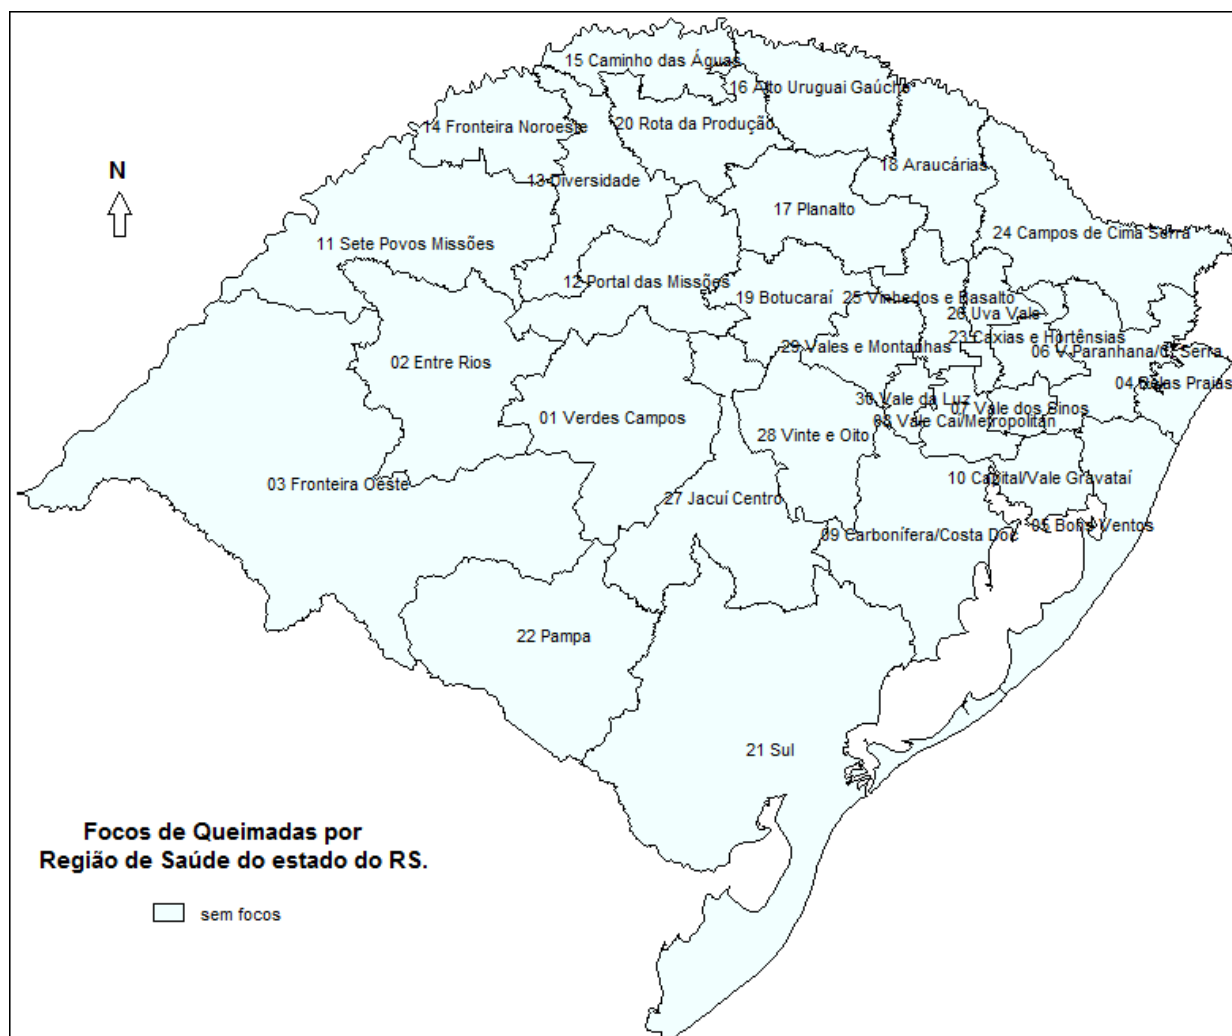 15 Caminho das Águas
16 Alto Uruguai Gaúcho
14 Fronteira Noroeste
20 Rota da Produção
18 Araucárias
N
13 Diversidade
17 Planalto
24 Campos de Cima Serra
11 Sete Povos Missões
12 Portal das Missões
19 Botucaraí
25 Vinhedos e Basalto
26 Uva Vale
23 Caxias e Hortênsias
29 Vales e Montanhas
06 V.Paranhana/C Serra
02 Entre Rios
04 Belas Praias
30 Vale da Luz
07 Vale dos Sinos
01 Verdes Campos
08 Vale Caí/Metropolitan
28 Vinte e Oito
10 Capital/Vale Gravataí
03 Fronteira Oeste
27 Jacuí Centro
05 Bons Ventos
09 Carbonífera/Costa Doc
22 Pampa
21 Sul
Focos de Queimadas por
Região de Saúde do estado do RS.
sem focos